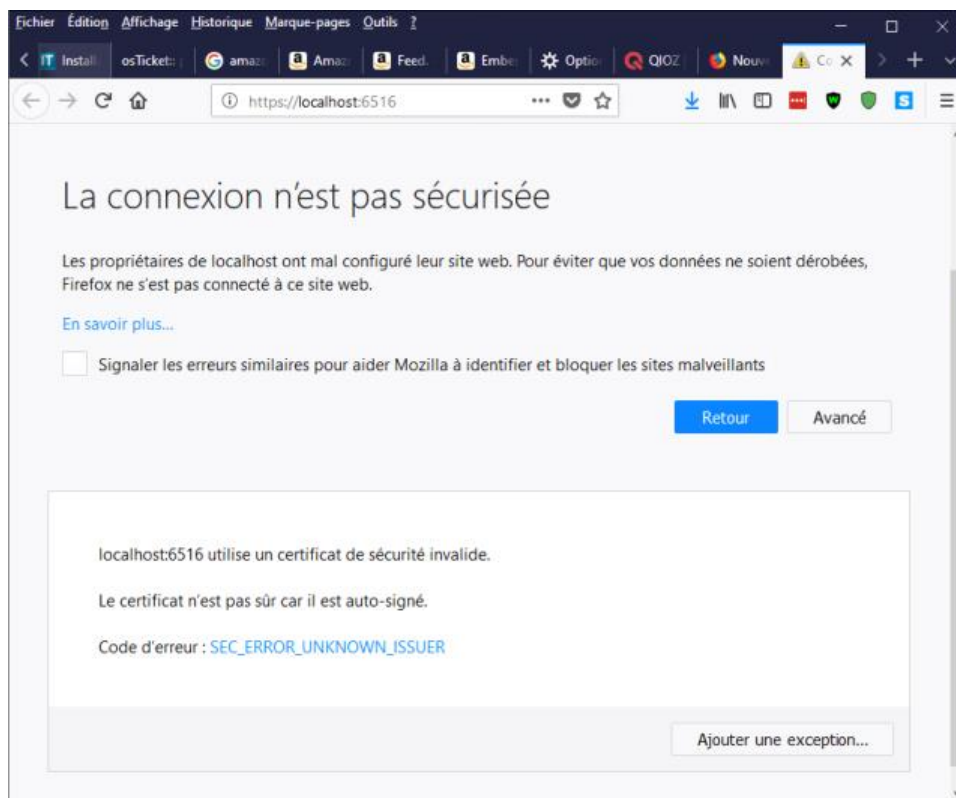 Fichier Édition Affichage Historique Marque-pages Outils ?
Install osTicket:: amaz Amaz Feed. Embe Optio QIOZ Nouv Co
https://localhost:6516
La connexion n'est pas sécurisée
Les propriétaires de localhost ont mal configuré leur site web. Pour éviter que vos données ne soient dérobées,
Firefox ne s'est pas connecté à ce site web.
En savoir plus...
Signaler les erreurs similaires pour aider Mozilla à identifier et bloquer les sites malveillants
Retour Avancé
localhost:6516 utilise un certificat de sécurité invalide.
Le certificat n'est pas sûr car il est auto-signé.
Code d'erreur : SEC_ERROR_UNKNOWN_ISSUER
Ajouter une exception...